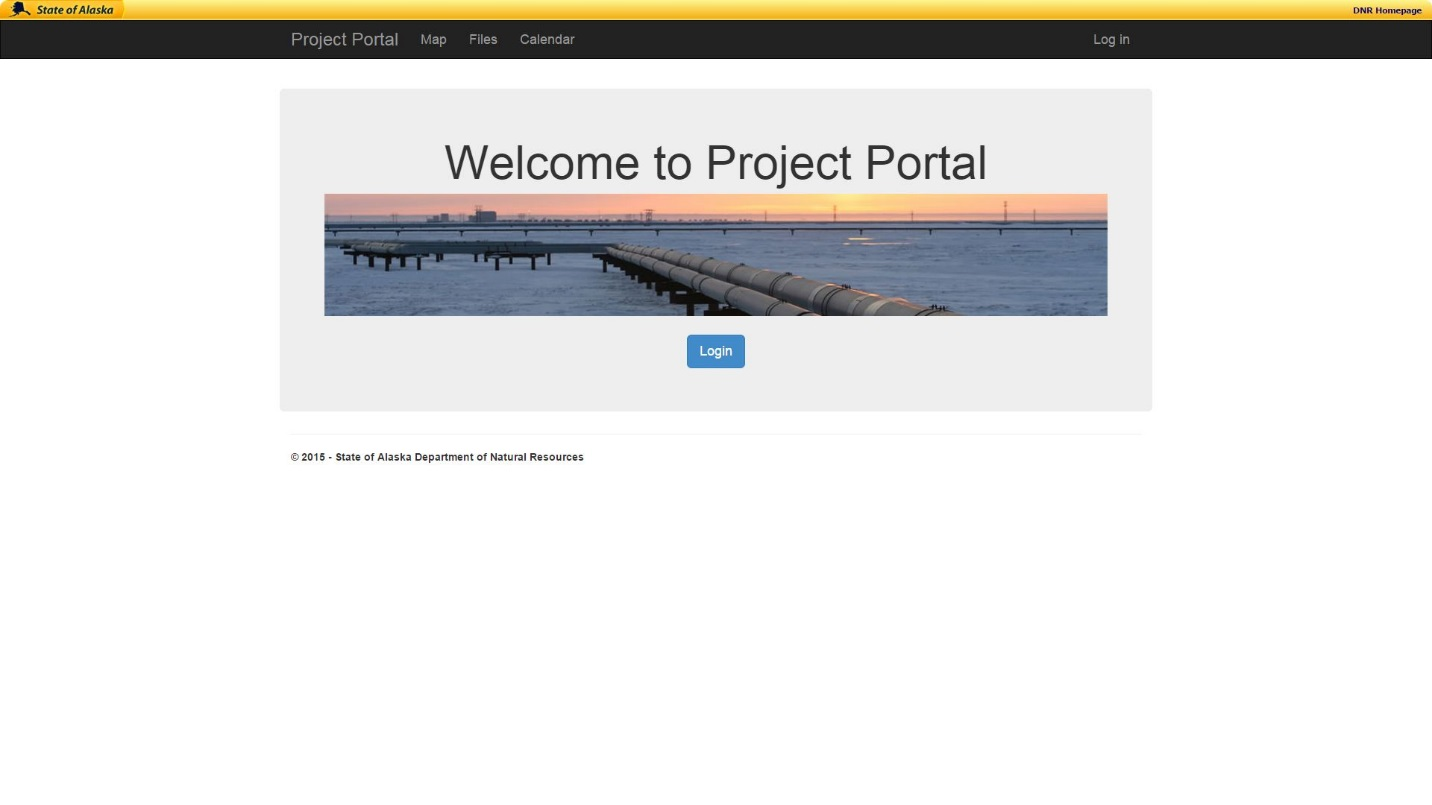 State of Alaska
DNR Homepage
Project Portal Map Files Calendar Log in
Welcome to Project Portal
Login
© 2015 - State of Alaska Department of Natural Resources